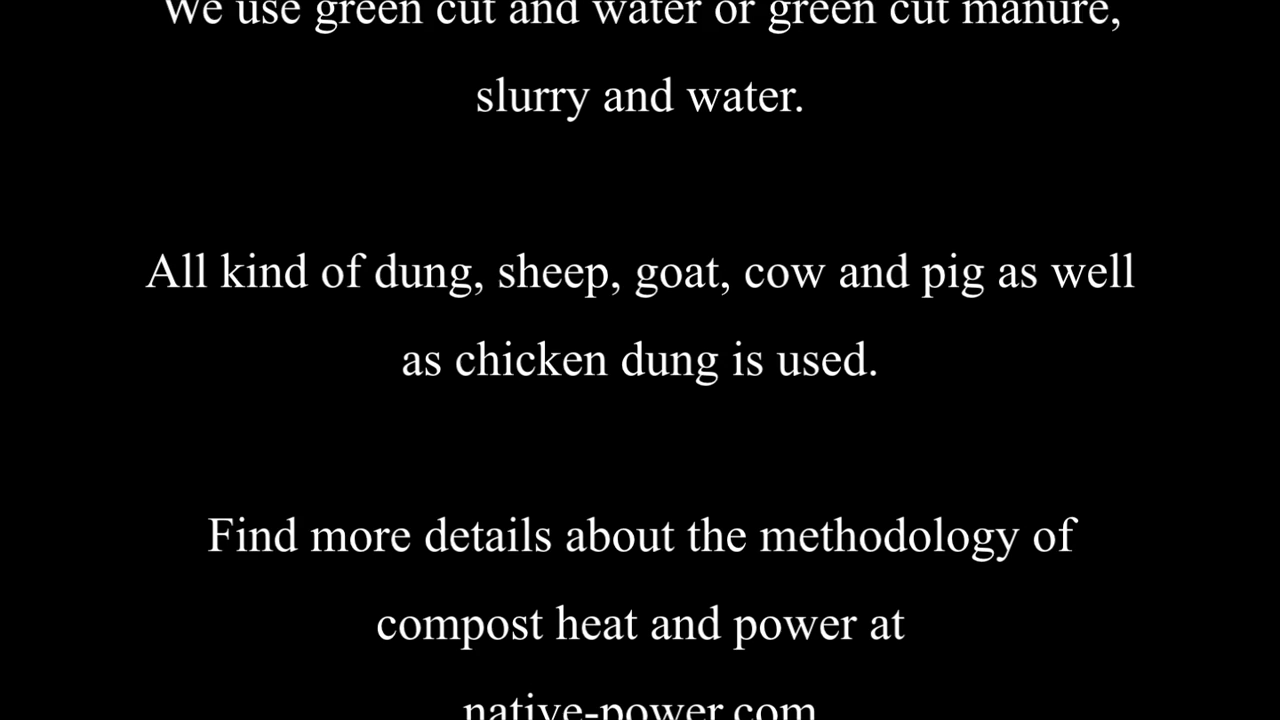 We use green cut and water or green cut manure,
slurry and water.
All kind of dung, sheep, goat, cow and pig as well
as chicken dung is used.
Find more details about the methodology of
compost heat and power at
native-power.com